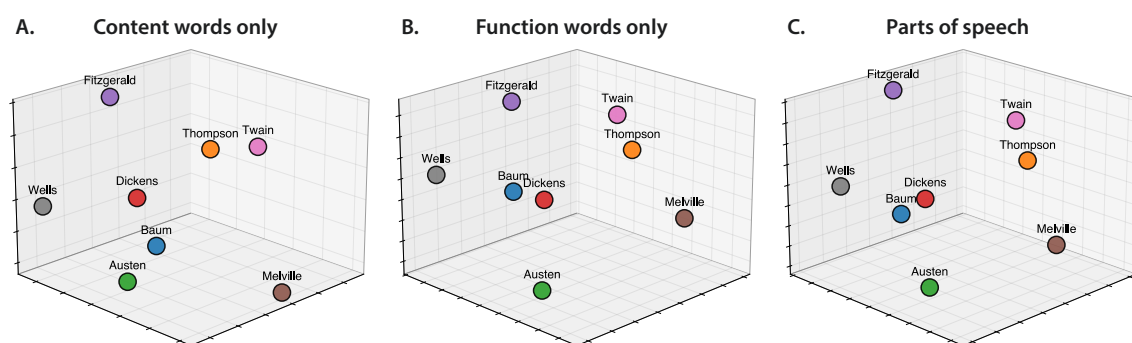 A. Content words only
Fitzgerald
Thompson
Twain
Dickens
Wells
Baum
Austen
Melville
B. Function words only
Twain
Thompson
Wells
Baum
Dickens
Melville
Austen
C. Parts of speech
Fitzgerald
Twain
Thompson
Wells
Dickens
Baum
Melville
Austen